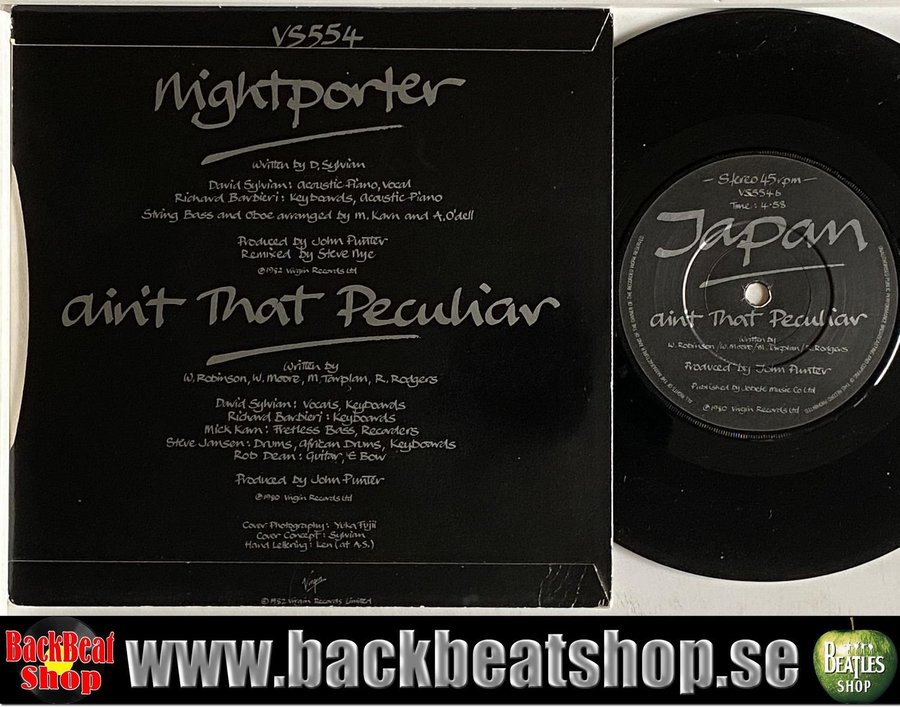 VS554
Nightporter
Written by D. Sylvian
David Sylvian: Acoustic Piano, Vocal
Richard Barbieri: Keyboards, Acoustic Piano
String Bass and Oboe arranged by M. Karn and A. O'dell
Produced by John Punter
Remixed by Steve Nye
℗1982 Virgin Records Ltd
ain't That Peculiar
Written by
W. Robinson, W. Moore, M. Tarplan, R. Rodgers
David Sylvian: Vocals, Keyboards
Richard Barbieri: Keyboards
Mick Karn: Fretless Bass, Recorders
Steve Jansen: Drums, African Drums, Keyboards
Rob Dean: Guitar, E Bow
Produced by John Punter
℗1980 Virgin Records Ltd
Cover Photography: Yuka Fujii
Cover Concept: Sylvian
Hand Lettering: Len (at A.S.)
Virgin
©1982 Virgin Records Limited
- Stereo 45 rpm -
VS554 b
Time: 4·58
Japan
ain't That Peculiar
Written by
W. Robinson/W. Moore/M. Tarplan/R. Rodgers
Produced by John Punter
Published by Jobete Music Co Ltd
℗1980 Virgin Records Ltd
BackBeat
Shop
www.backbeatshop.se
BEATLES
SHOP